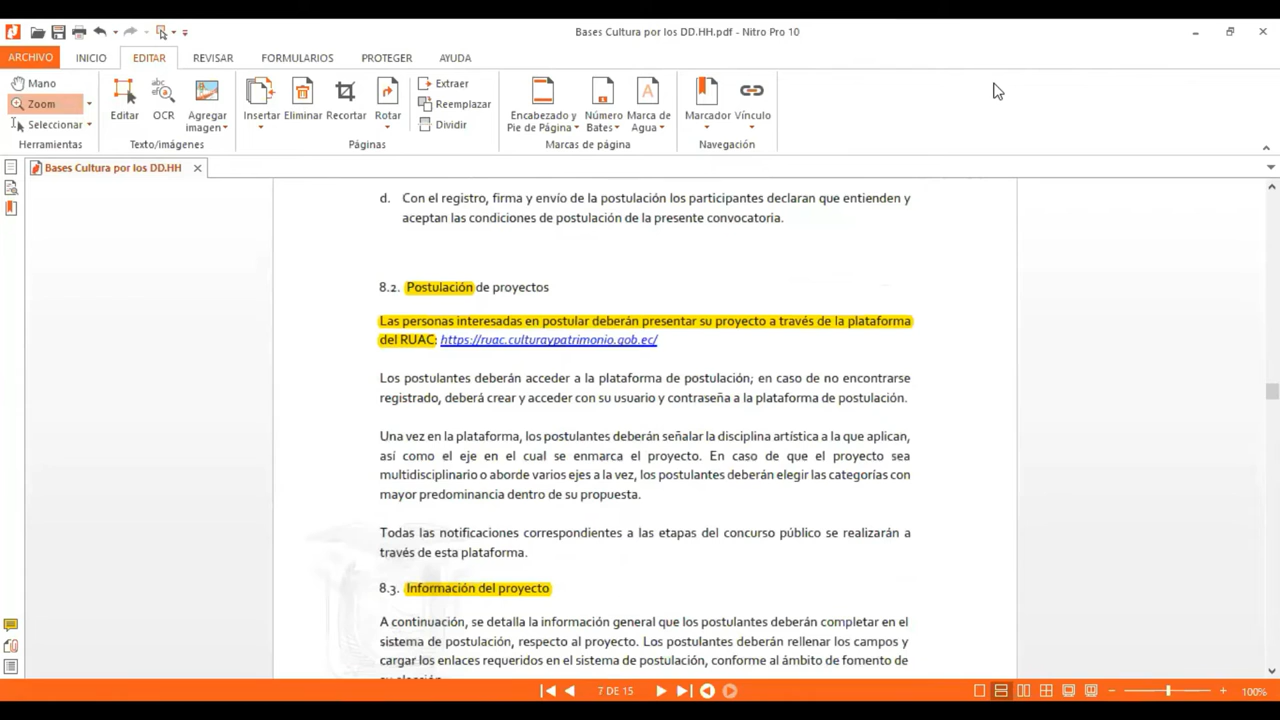 Bases Cultura por los DD.HH.pdf - Nitro Pro 10
ARCHIVO INICIO EDITAR REVISAR FORMULARIOS PROTEGER AYUDA
Mano
Zoom
Seleccionar
Herramientas
Editar
abc
OCR
Agregar
imagen
Texto/imágenes
Insertar
Eliminar
Recortar
Rotar
Extraer
Reemplazar
Dividir
Páginas
Encabezado y
Pie de Página
Número
Bates
Marca de
Agua
Marcas de página
Marcador
Vínculo
Navegación
Bases Cultura por los DD.HH
d. Con el registro, firma y envío de la postulación los participantes declaran que entienden y
aceptan las condiciones de postulación de la presente convocatoria.
8.2. Postulación de proyectos
Las personas interesadas en postular deberán presentar su proyecto a través de la plataforma
del RUAC: https://ruac.culturaypatrimonio.gob.ec/
Los postulantes deberán acceder a la plataforma de postulación; en caso de no encontrarse
registrado, deberá crear y acceder con su usuario y contraseña a la plataforma de postulación.
Una vez en la plataforma, los postulantes deberán señalar la disciplina artística a la que aplican,
así como el eje en el cual se enmarca el proyecto. En caso de que el proyecto sea
multidisciplinario o aborde varios ejes a la vez, los postulantes deberán elegir las categorías con
mayor predominancia dentro de su propuesta.
Todas las notificaciones correspondientes a las etapas del concurso público se realizarán a
través de esta plataforma.
8.3. Información del proyecto
A continuación, se detalla la información general que los postulantes deberán completar en el
sistema de postulación, respecto al proyecto. Los postulantes deberán rellenar los campos y
cargar los enlaces requeridos en el sistema de postulación, conforme al ámbito de fomento de
su elección.
7 DE 15
100%